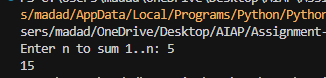 s/madad/AppData/Local/Programs/Python/Python
sers/madad/OneDrive/Desktop/AIAP/Assignment-
Enter n to sum 1..n: 5
15